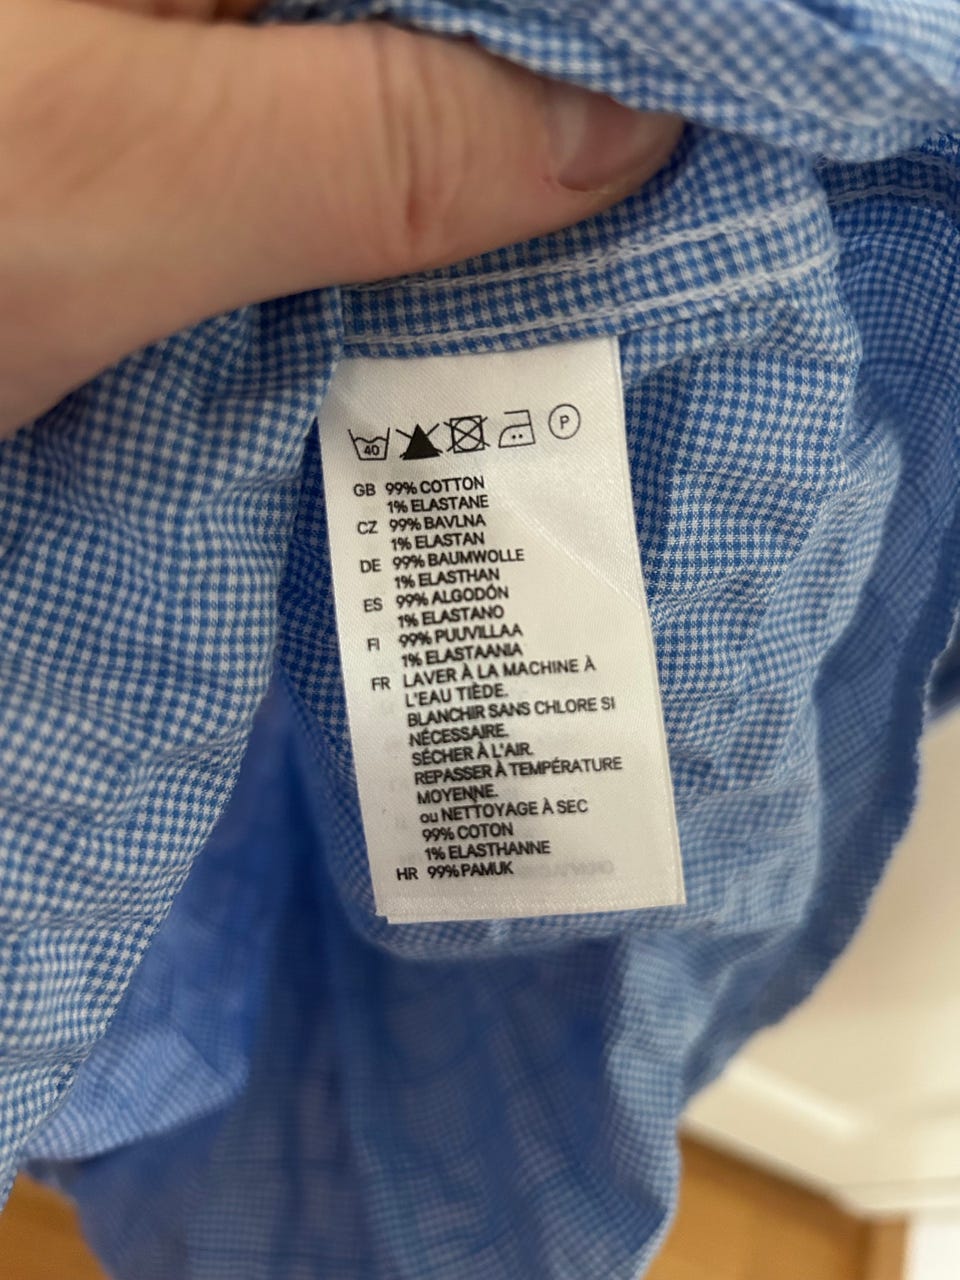 40 P
GB 99% COTTON
1% ELASTANE
CZ 99% BAVLNA
1% ELASTAN
DE 99% BAUMWOLLE
1% ELASTHAN
ES 99% ALGODÓN
1% ELASTANO
FI 99% PUUVILLAA
1% ELASTAANIA
FR LAVER À LA MACHINE À
L'EAU TIÈDE.
BLANCHIR SANS CHLORE SI
NÉCESSAIRE.
SÉCHER À L'AIR.
REPASSER À TEMPÉRATURE
MOYENNE.
ou NETTOYAGE À SEC
99% COTON
1% ELASTHANNE
HR 99% PAMUK